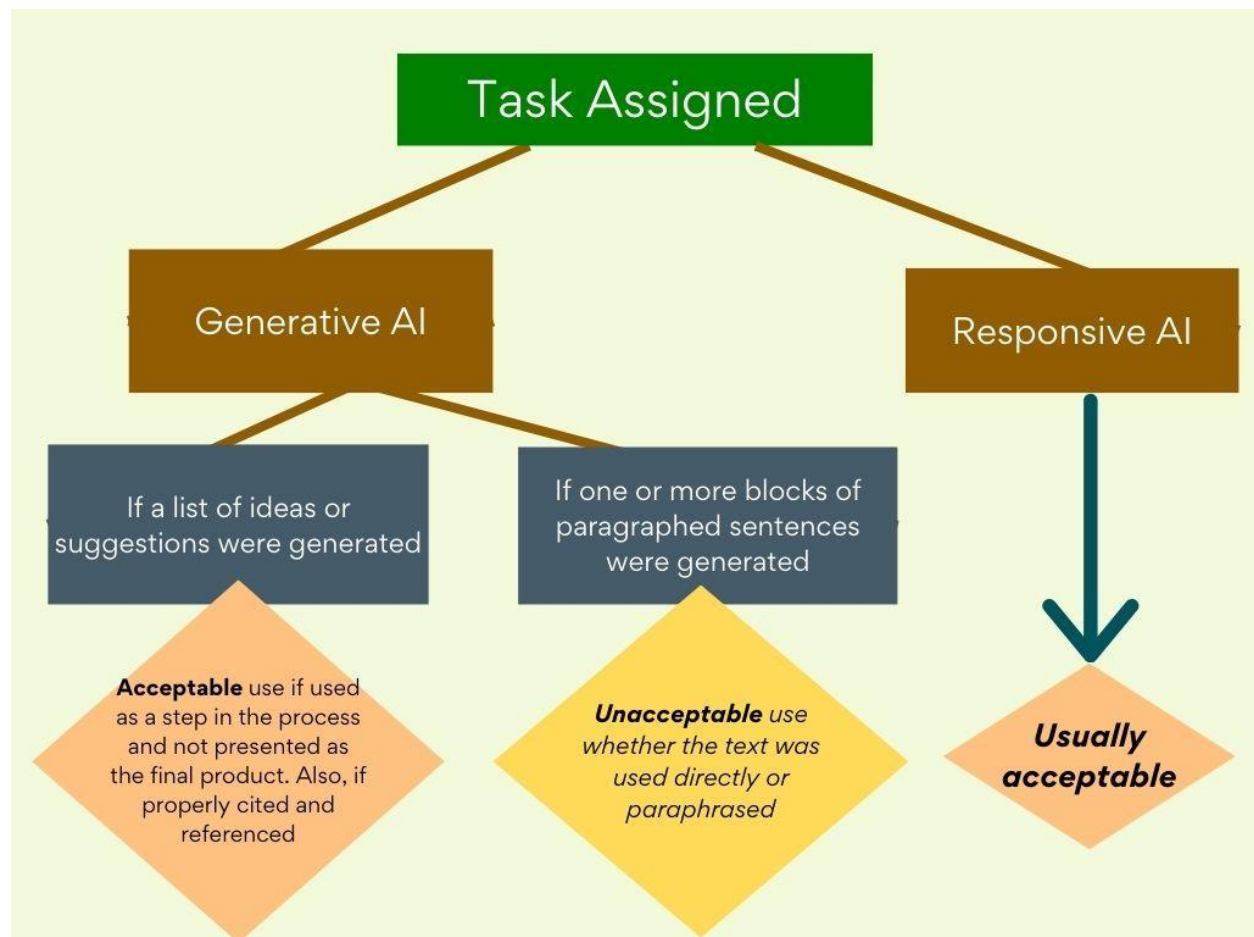 Task Assigned
Generative AI
Responsive AI
If a list of ideas or
suggestions were generated
If one or more blocks of
paragraphed sentences
were generated
Acceptable use if used
as a step in the process
and not presented as
the final product. Also, if
properly cited and
referenced
Unacceptable use
whether the text was
used directly or
paraphrased
Usually
acceptable